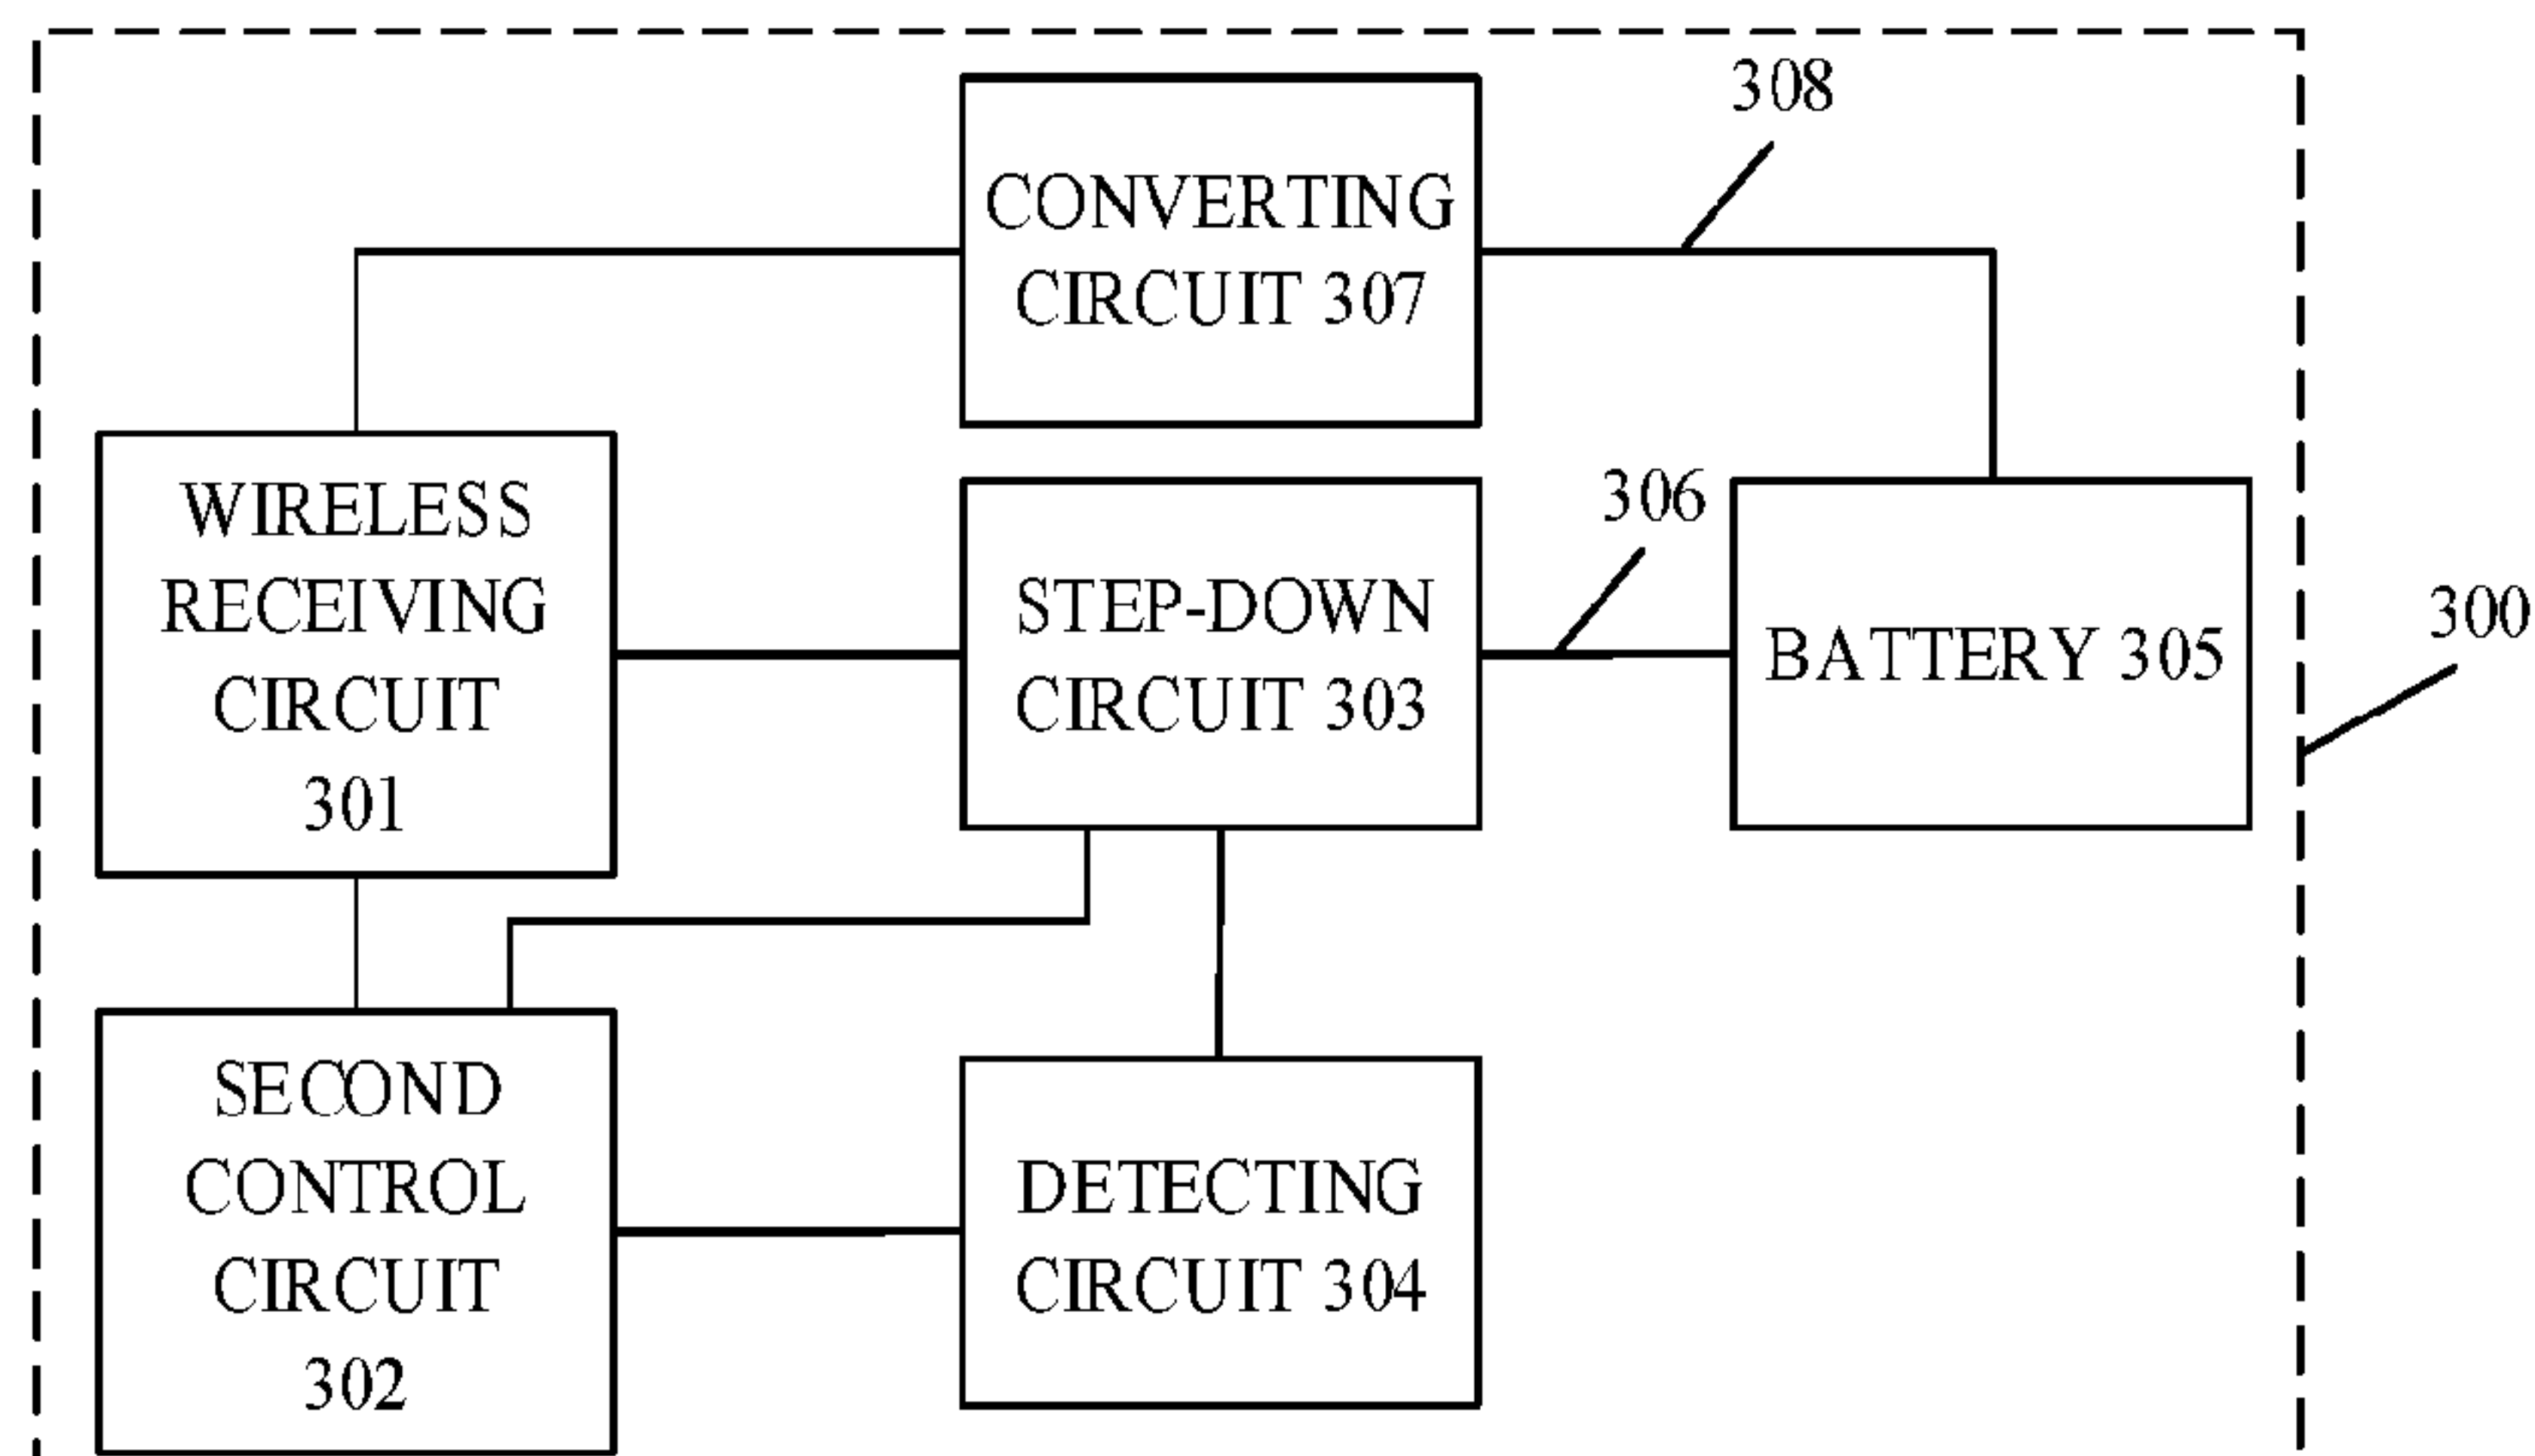 308
CONVERTING
CIRCUIT 307
WIRELESS
RECEIVING
CIRCUIT
301
STEP-DOWN
CIRCUIT 303
306
BATTERY 305
300
SECOND
CONTROL
CIRCUIT
302
DETECTING
CIRCUIT 304